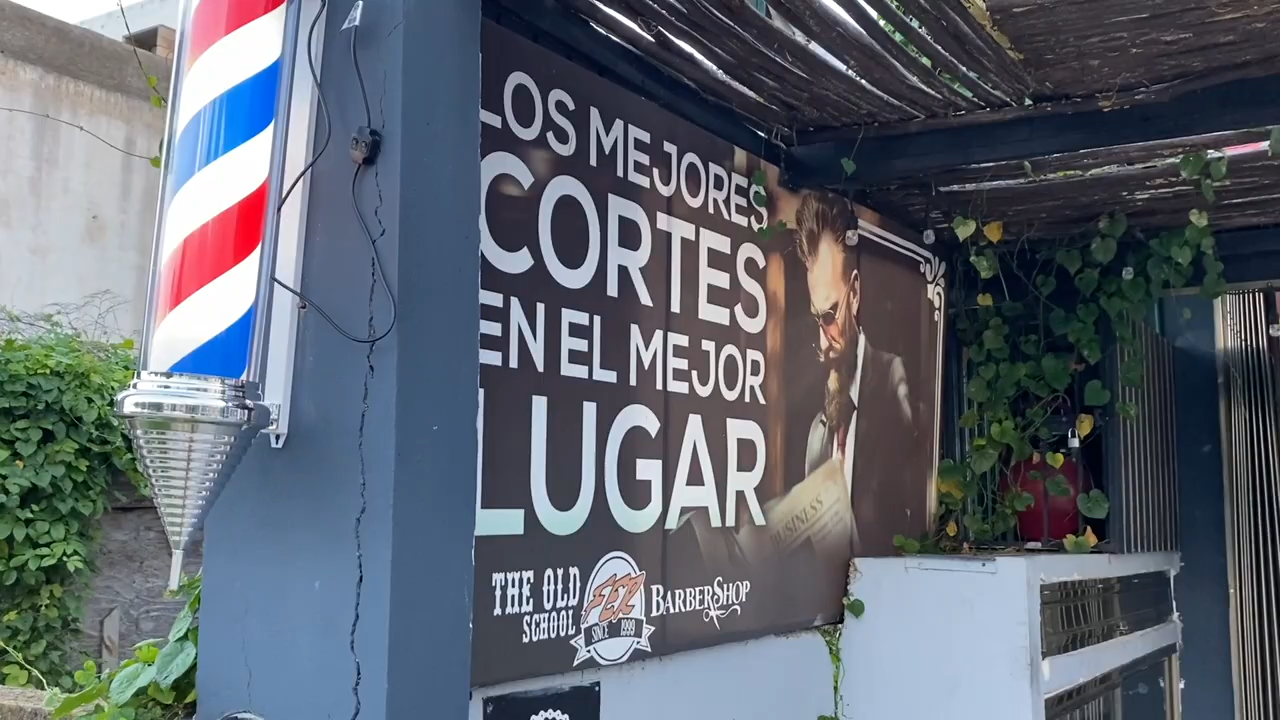 LOS MEJORES
CORTES
EN EL MEJOR
LUGAR
BUSINESS
THE OLD
SCHOOL
FER
SINCE 1999
BARBERSHOP